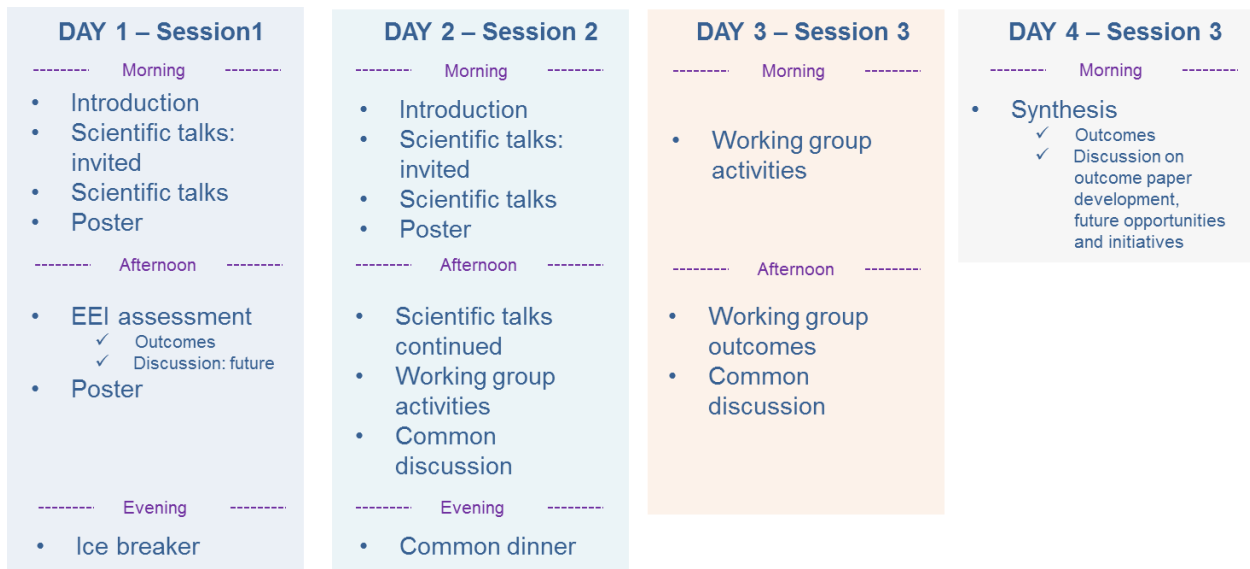 DAY 1 – Session1
Morning
• Introduction
• Scientific talks:
invited
• Scientific talks
• Poster
Afternoon
• EEI assessment
✓ Outcomes
✓ Discussion: future
• Poster
Evening
• Ice breaker
DAY 2 – Session 2
Morning
• Introduction
• Scientific talks:
invited
• Scientific talks
• Poster
Afternoon
• Scientific talks
continued
• Working group
activities
• Common
discussion
Evening
• Common dinner
DAY 3 – Session 3
Morning
• Working group
activities
Afternoon
• Working group
outcomes
• Common
discussion
DAY 4 – Session 3
Morning
• Synthesis
✓ Outcomes
✓ Discussion on
outcome paper
development,
future opportunities
and initiatives